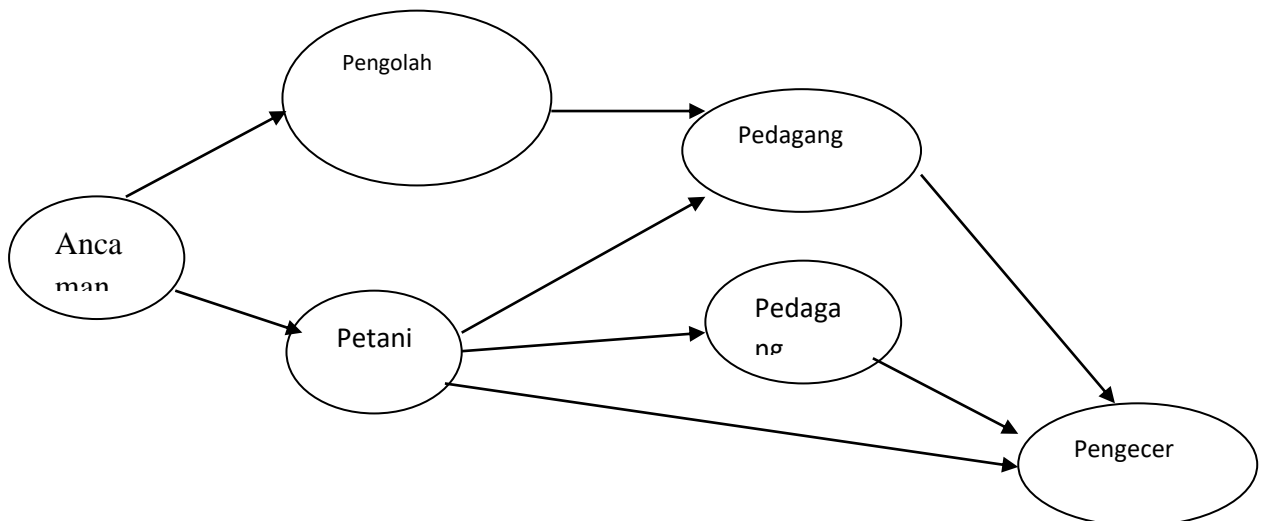 Pengolah
Pedagang
Anca
man
Petani
Pedaga
ng
Pengecer